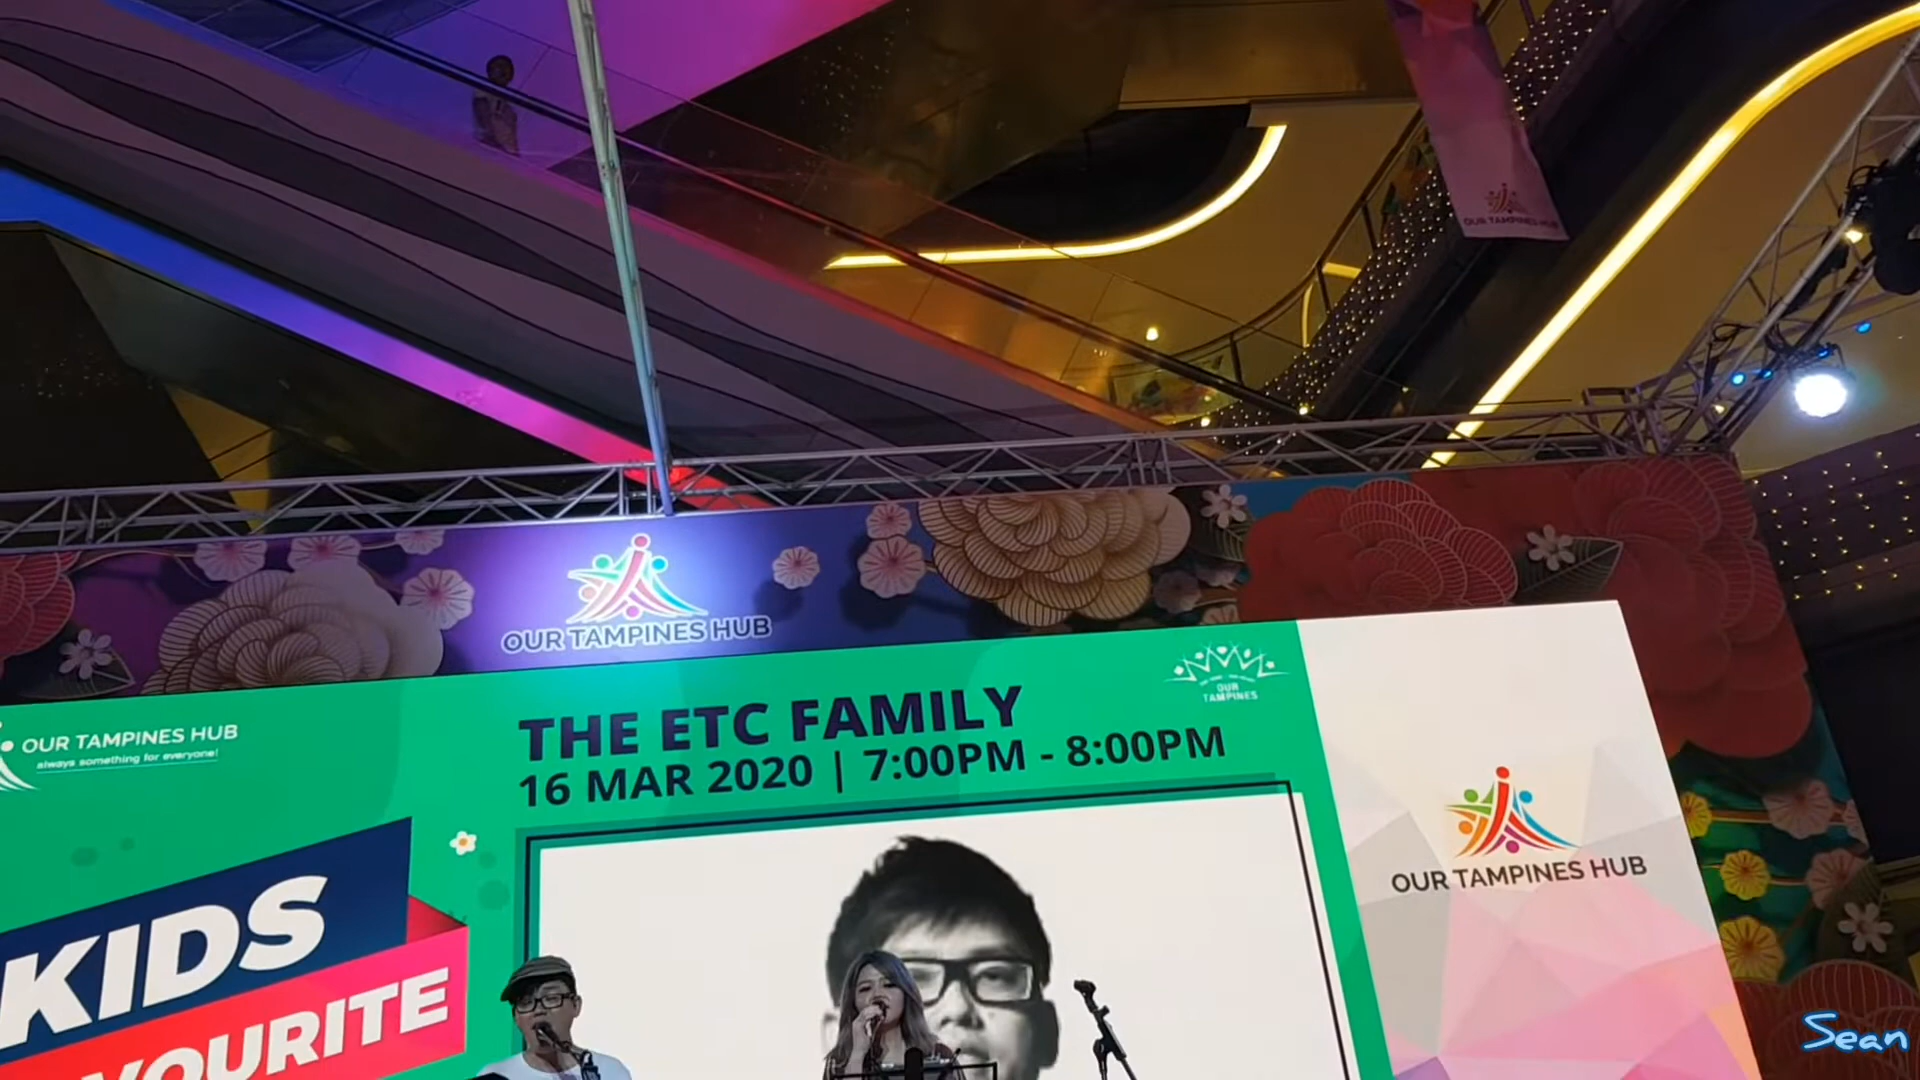 OUR TAMPINES HUB
OUR TAMPINES HUB
OUR TAMPINES HUB
always something for everyone!
THE ETC FAMILY
16 MAR 2020 | 7:00PM - 8:00PM
OUR
TAMPINES
KIDS
VOURITE
OUR TAMPINES HUB
Sean